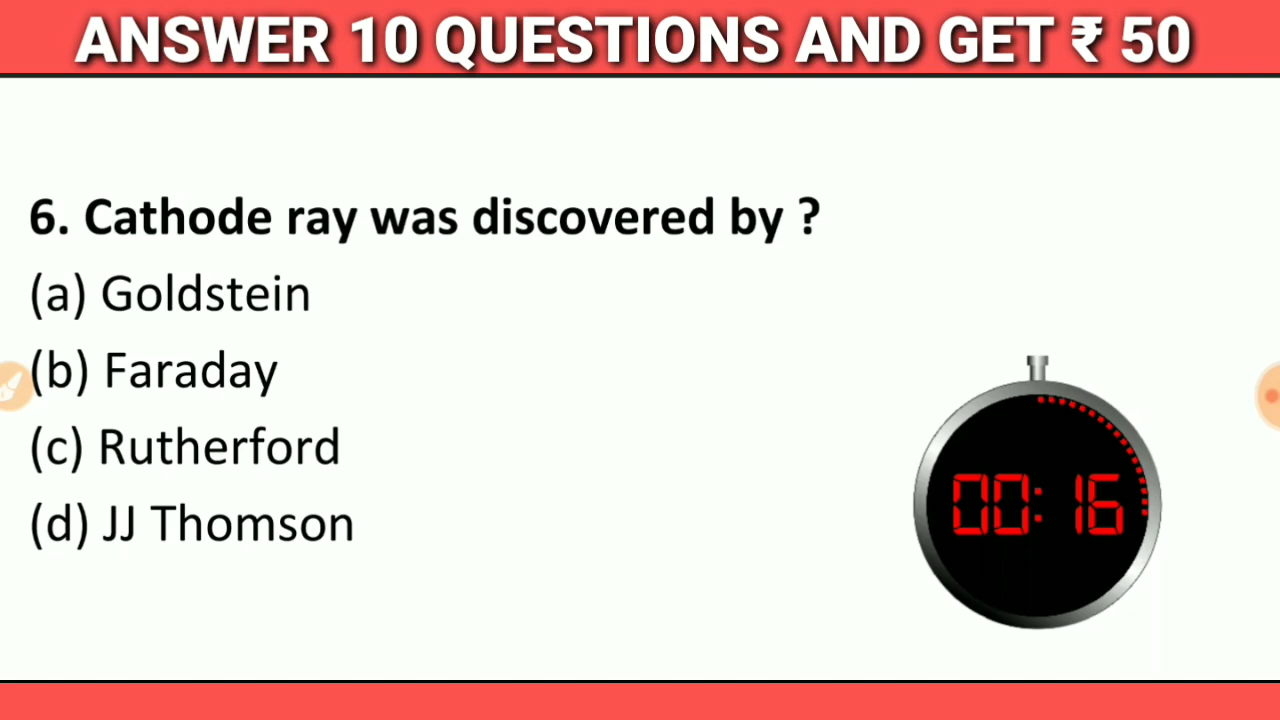 ANSWER 10 QUESTIONS AND GET ₹ 50
6. Cathode ray was discovered by ?
(a) Goldstein
(b) Faraday
(c) Rutherford
(d) JJ Thomson
00:16